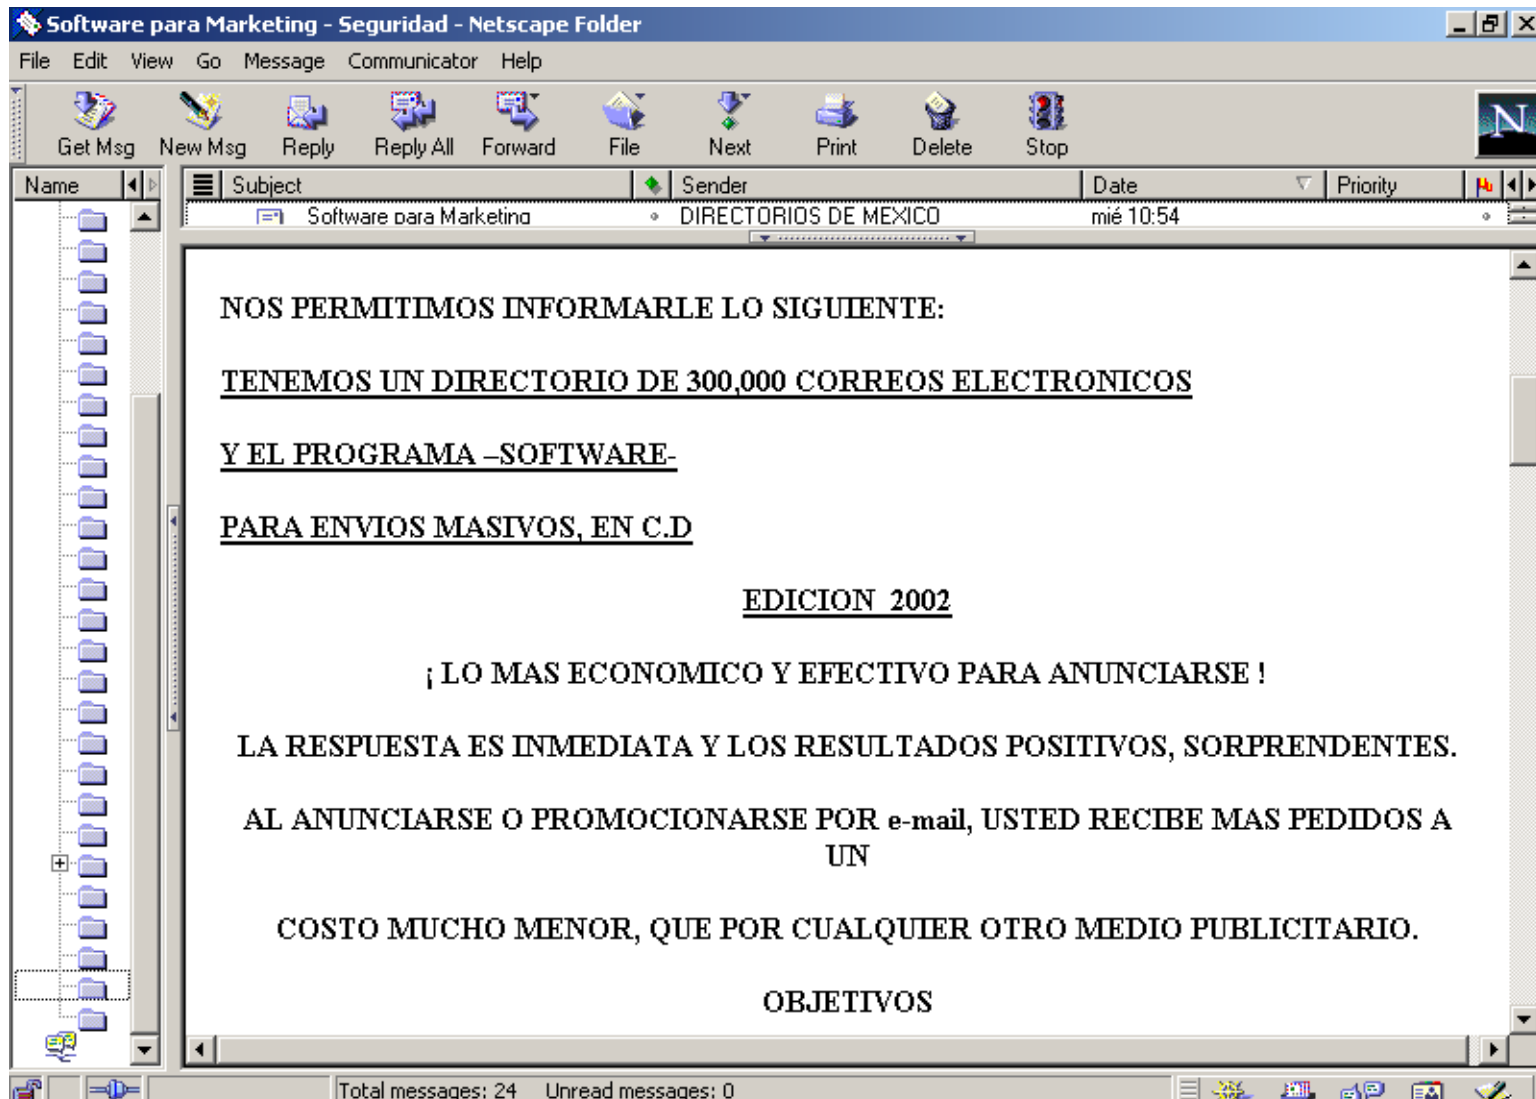 Software para Marketing - Seguridad - Netscape Folder
File Edit View Go Message Communicator Help
Get Msg New Msg Reply Reply All Forward File Next Print Delete Stop
N
Name Subject Sender Date Priority
Software para Marketing DIRECTORIOS DE MEXICO mié 10:54
NOS PERMITIMOS INFORMARLE LO SIGUIENTE:
TENEMOS UN DIRECTORIO DE 300,000 CORREOS ELECTRONICOS
Y EL PROGRAMA –SOFTWARE-
PARA ENVIOS MASIVOS, EN C.D
EDICION 2002
¡ LO MAS ECONOMICO Y EFECTIVO PARA ANUNCIARSE !
LA RESPUESTA ES INMEDIATA Y LOS RESULTADOS POSITIVOS, SORPRENDENTES.
AL ANUNCIARSE O PROMOCIONARSE POR e-mail, USTED RECIBE MAS PEDIDOS A
UN
COSTO MUCHO MENOR, QUE POR CUALQUIER OTRO MEDIO PUBLICITARIO.
OBJETIVOS
Total messages: 24 Unread messages: 0